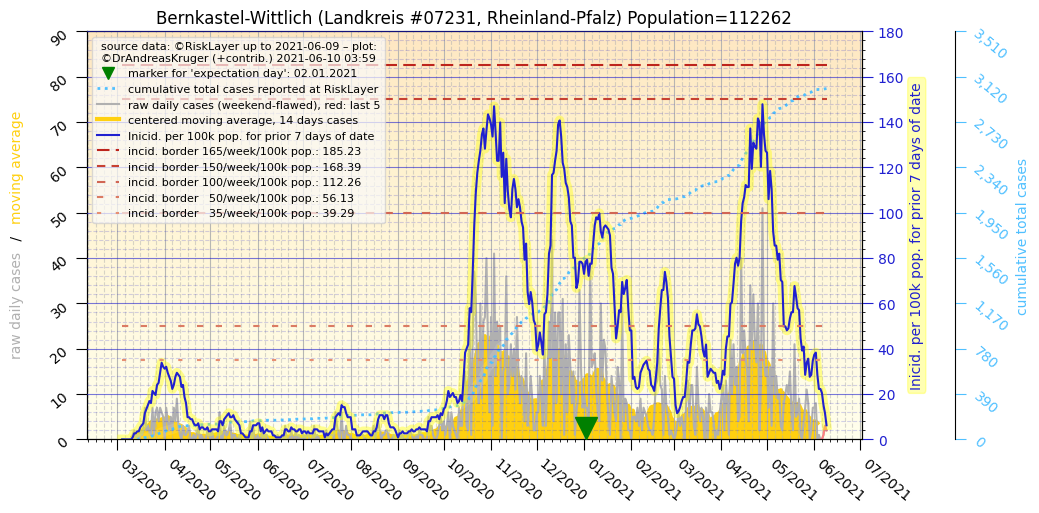 Bernkastel-Wittlich (Landkreis #07231, Rheinland-Pfalz) Population=112262
source data: ©RiskLayer up to 2021-06-09 – plot:
©DrAndreasKruger (+contrib.) 2021-06-10 03:59
marker for 'expectation day': 02.01.2021
cumulative total cases reported at RiskLayer
raw daily cases (weekend-flawed), red: last 5
centered moving average, 14 days cases
Inicid. per 100k pop. for prior 7 days of date
incid. border 165/week/100k pop.: 185.23
incid. border 150/week/100k pop.: 168.39
incid. border 100/week/100k pop.: 112.26
incid. border   50/week/100k pop.: 56.13
incid. border   35/week/100k pop.: 39.29
raw daily cases / moving average
90
80
70
60
50
40
30
20
10
0
180
160
140
120
100
80
60
40
20
0
Inicid. per 100k pop. for prior 7 days of date
3,510
3,120
2,730
2,340
1,950
1,560
1,170
780
390
0
cumulative total cases
03/2020
04/2020
05/2020
06/2020
07/2020
08/2020
09/2020
10/2020
11/2020
12/2020
01/2021
02/2021
03/2021
04/2021
05/2021
06/2021
07/2021